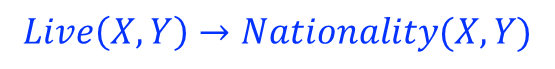 Live(X, Y) → Nationality(X, Y)